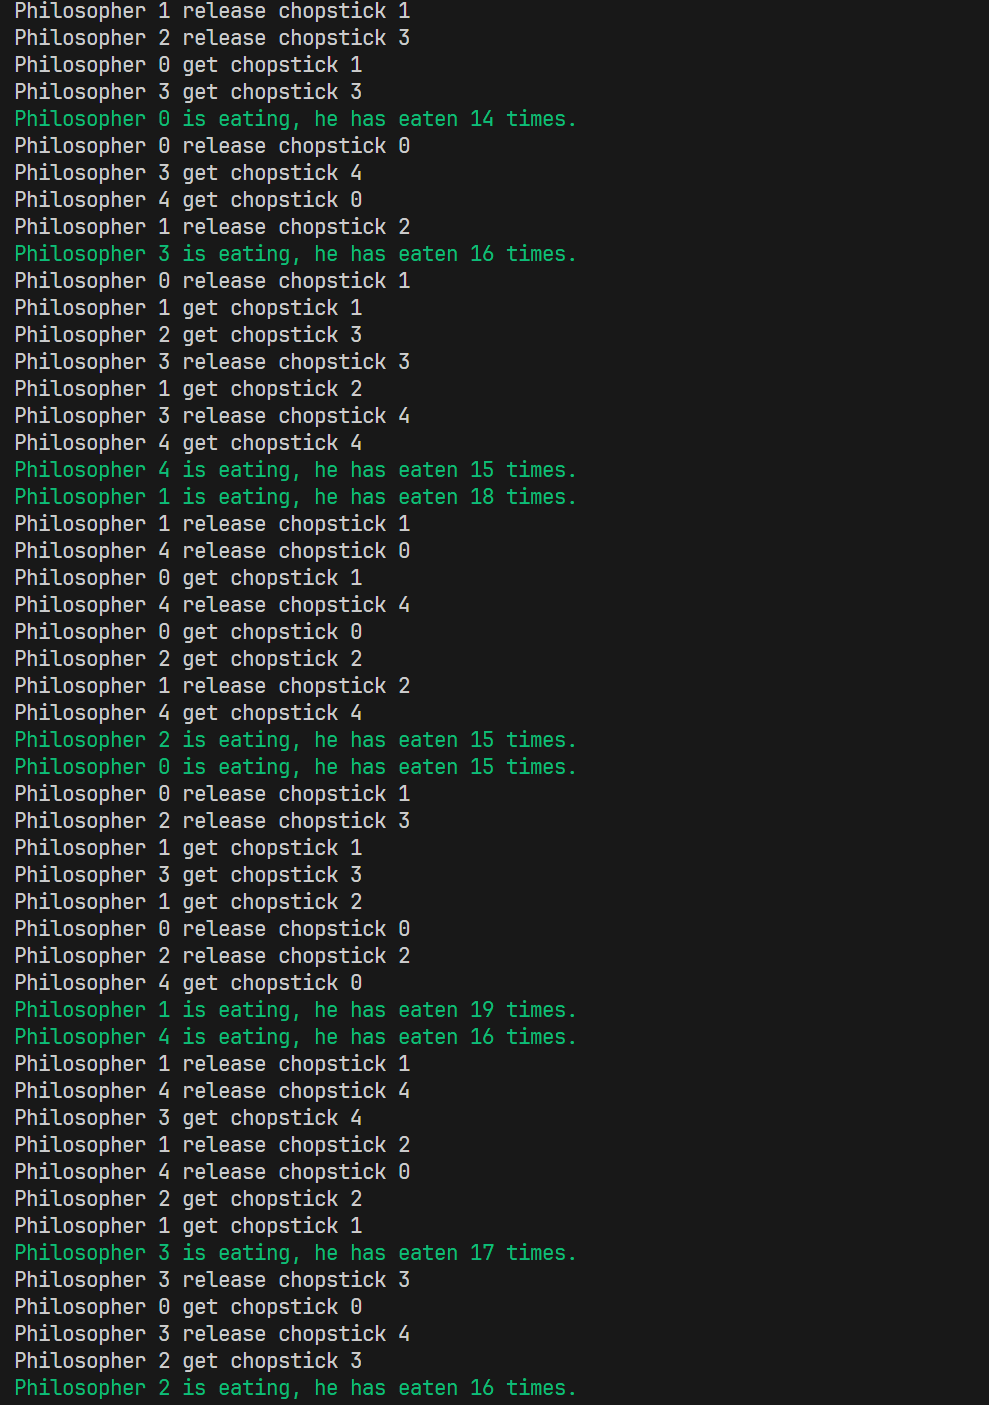 Philosopher 1 release chopstick 1
Philosopher 2 release chopstick 3
Philosopher 0 get chopstick 1
Philosopher 3 get chopstick 3
Philosopher 0 is eating, he has eaten 14 times.
Philosopher 0 release chopstick 0
Philosopher 3 get chopstick 4
Philosopher 4 get chopstick 0
Philosopher 1 release chopstick 2
Philosopher 3 is eating, he has eaten 16 times.
Philosopher 0 release chopstick 1
Philosopher 1 get chopstick 1
Philosopher 2 get chopstick 3
Philosopher 3 release chopstick 3
Philosopher 1 get chopstick 2
Philosopher 3 release chopstick 4
Philosopher 4 get chopstick 4
Philosopher 4 is eating, he has eaten 15 times.
Philosopher 1 is eating, he has eaten 18 times.
Philosopher 1 release chopstick 1
Philosopher 4 release chopstick 0
Philosopher 0 get chopstick 1
Philosopher 4 release chopstick 4
Philosopher 0 get chopstick 0
Philosopher 2 get chopstick 2
Philosopher 1 release chopstick 2
Philosopher 4 get chopstick 4
Philosopher 2 is eating, he has eaten 15 times.
Philosopher 0 is eating, he has eaten 15 times.
Philosopher 0 release chopstick 1
Philosopher 2 release chopstick 3
Philosopher 1 get chopstick 1
Philosopher 3 get chopstick 3
Philosopher 1 get chopstick 2
Philosopher 0 release chopstick 0
Philosopher 2 release chopstick 2
Philosopher 4 get chopstick 0
Philosopher 1 is eating, he has eaten 19 times.
Philosopher 4 is eating, he has eaten 16 times.
Philosopher 1 release chopstick 1
Philosopher 4 release chopstick 4
Philosopher 3 get chopstick 4
Philosopher 1 release chopstick 2
Philosopher 4 release chopstick 0
Philosopher 2 get chopstick 2
Philosopher 1 get chopstick 1
Philosopher 3 is eating, he has eaten 17 times.
Philosopher 3 release chopstick 3
Philosopher 0 get chopstick 0
Philosopher 3 release chopstick 4
Philosopher 2 get chopstick 3
Philosopher 2 is eating, he has eaten 16 times.